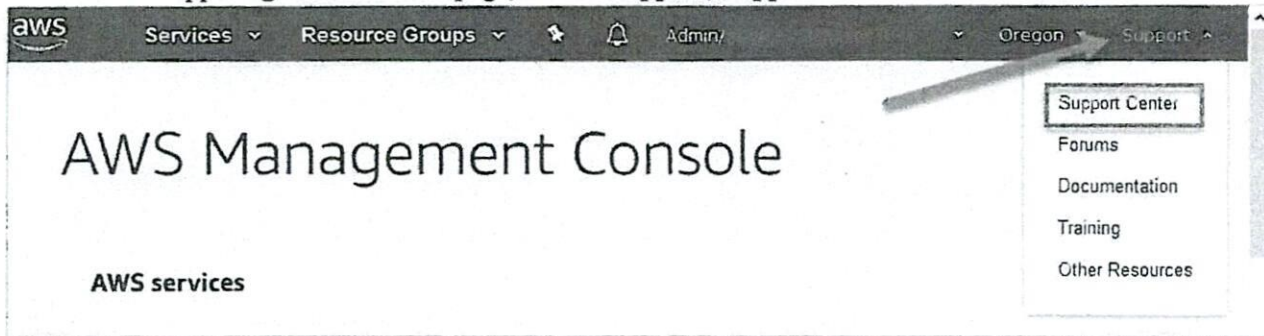 aws Services Resource Groups Admin/ Oregon Support
Support Center
Forums
AWS Management Console
Documentation
Training
Other Resources
AWS services